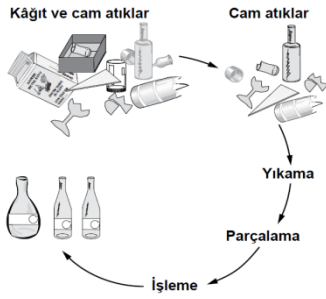 Kâğıt ve cam atıklar
Cam atıklar
Yıkama
Parçalama
İşleme